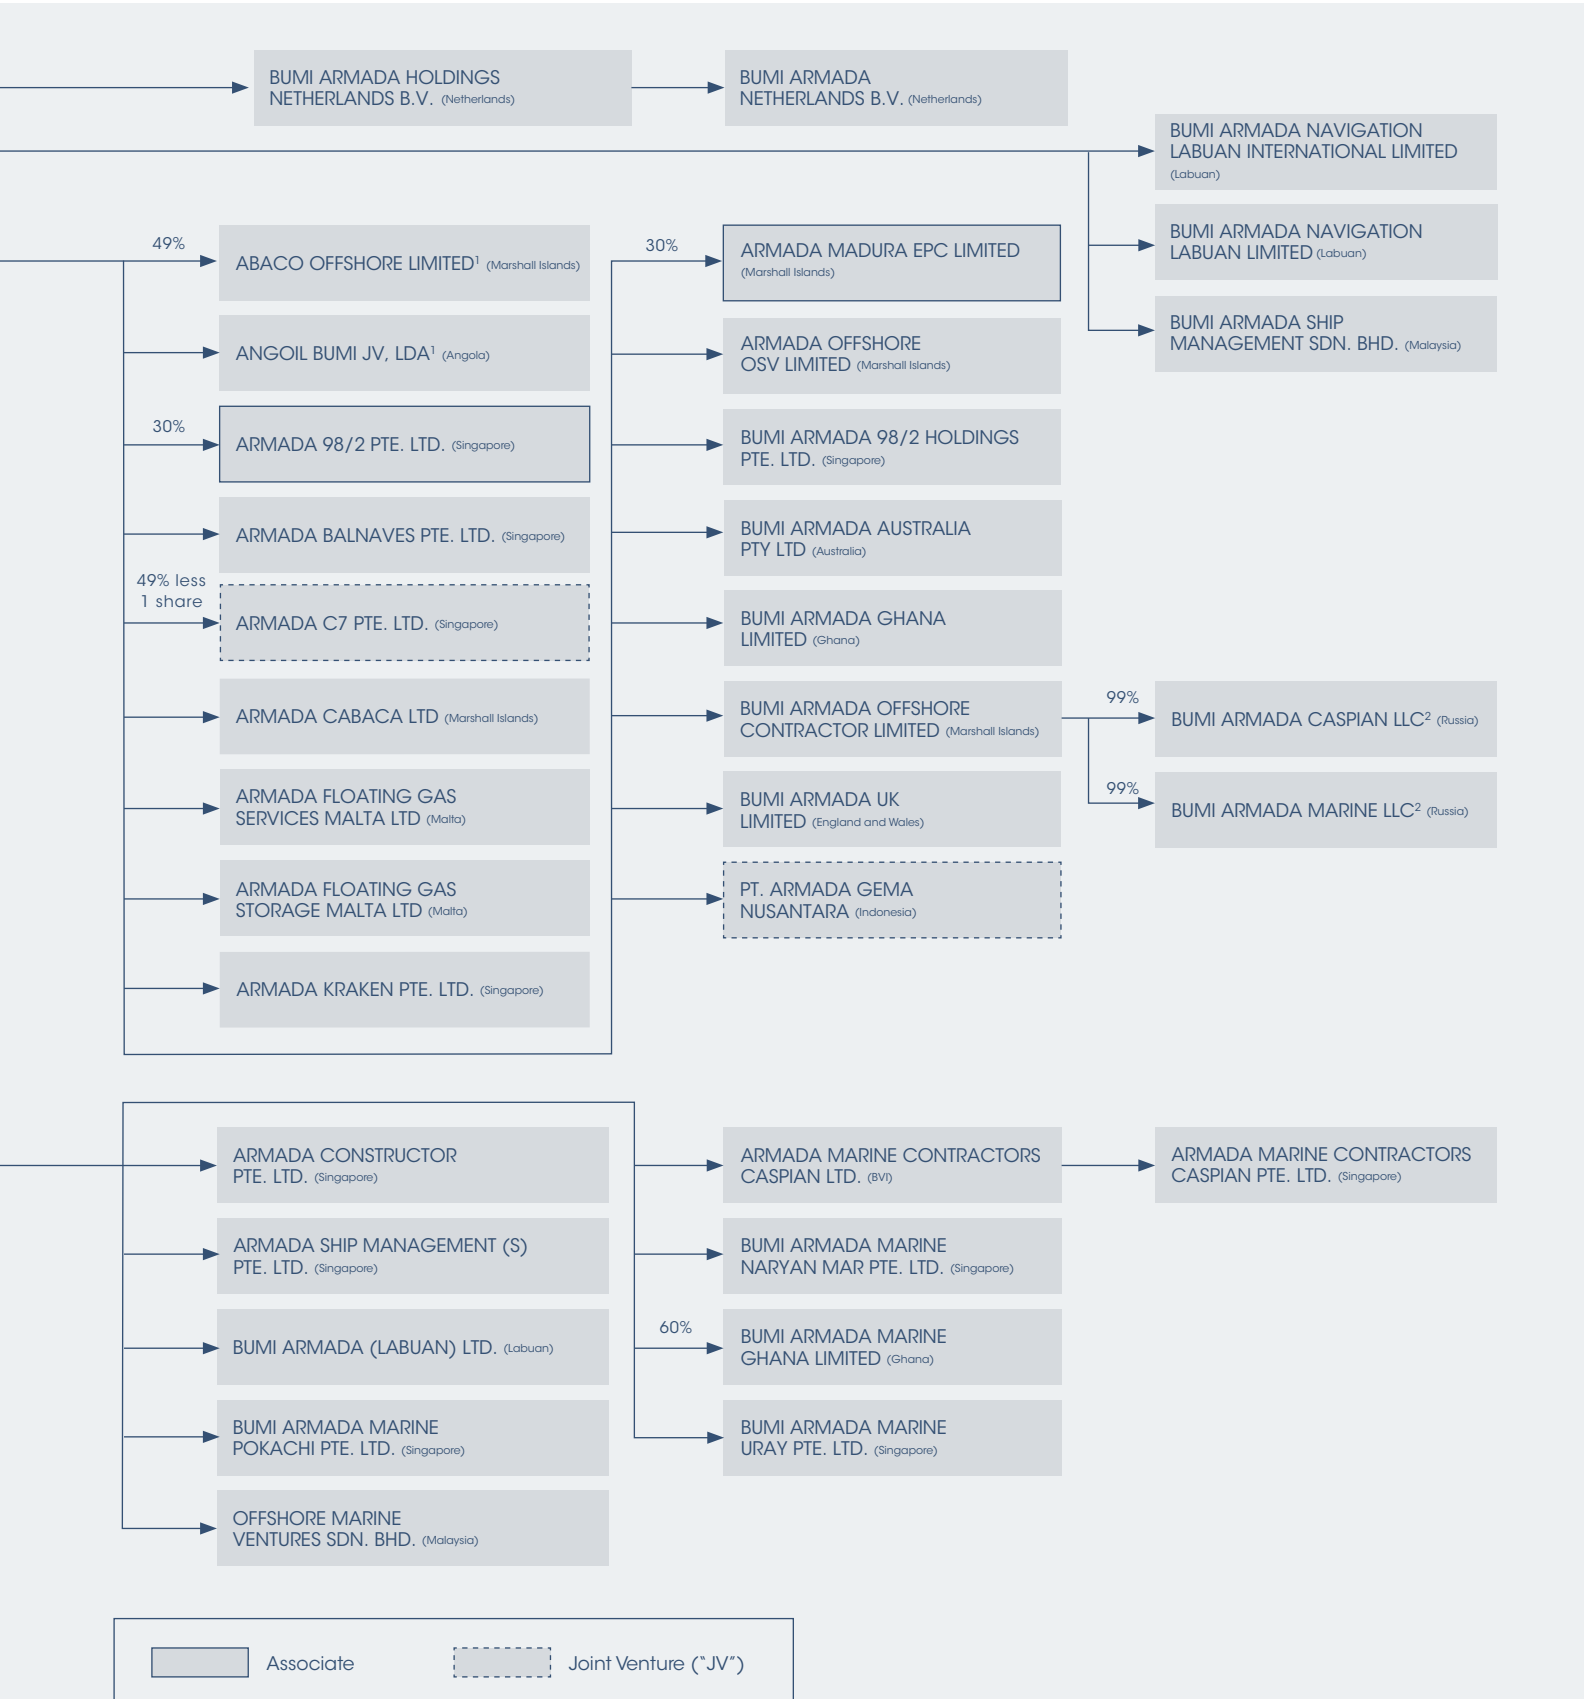 BUMI ARMADA HOLDINGS
NETHERLANDS B.V. (Netherlands)
BUMI ARMADA
NETHERLANDS B.V. (Netherlands)
BUMI ARMADA NAVIGATION
LABUAN INTERNATIONAL LIMITED
(Labuan)
BUMI ARMADA NAVIGATION
LABUAN LIMITED (Labuan)
BUMI ARMADA SHIP
MANAGEMENT SDN. BHD. (Malaysia)
49%
ABACO OFFSHORE LIMITED¹ (Marshall Islands)
ANGOIL BUMI JV, LDA¹ (Angola)
30%
ARMADA 98/2 PTE. LTD. (Singapore)
ARMADA BALNAVES PTE. LTD. (Singapore)
49% less
1 share
ARMADA C7 PTE. LTD. (Singapore)
ARMADA CABACA LTD (Marshall Islands)
ARMADA FLOATING GAS
SERVICES MALTA LTD (Malta)
ARMADA FLOATING GAS
STORAGE MALTA LTD (Malta)
ARMADA KRAKEN PTE. LTD. (Singapore)
30%
ARMADA MADURA EPC LIMITED
(Marshall Islands)
ARMADA OFFSHORE
OSV LIMITED (Marshall Islands)
BUMI ARMADA 98/2 HOLDINGS
PTE. LTD. (Singapore)
BUMI ARMADA AUSTRALIA
PTY LTD (Australia)
BUMI ARMADA GHANA
LIMITED (Ghana)
BUMI ARMADA OFFSHORE
CONTRACTOR LIMITED (Marshall Islands)
BUMI ARMADA UK
LIMITED (England and Wales)
PT. ARMADA GEMA
NUSANTARA (Indonesia)
99%
BUMI ARMADA CASPIAN LLC² (Russia)
99%
BUMI ARMADA MARINE LLC² (Russia)
ARMADA CONSTRUCTOR
PTE. LTD. (Singapore)
ARMADA SHIP MANAGEMENT (S)
PTE. LTD. (Singapore)
BUMI ARMADA (LABUAN) LTD. (Labuan)
BUMI ARMADA MARINE
POKACHI PTE. LTD. (Singapore)
OFFSHORE MARINE
VENTURES SDN. BHD. (Malaysia)
ARMADA MARINE CONTRACTORS
CASPIAN LTD. (BVI)
BUMI ARMADA MARINE
NARYAN MAR PTE. LTD. (Singapore)
60%
BUMI ARMADA MARINE
GHANA LIMITED (Ghana)
BUMI ARMADA MARINE
URAY PTE. LTD. (Singapore)
ARMADA MARINE CONTRACTORS
CASPIAN PTE. LTD. (Singapore)
Associate
Joint Venture ("JV")